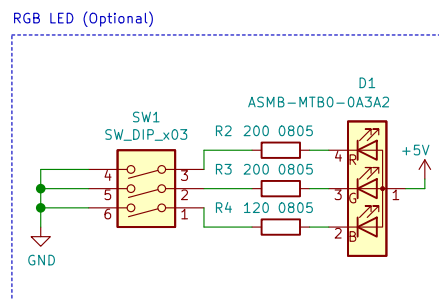 RGB LED (Optional)
D1
ASMB-MTB0-0A3A2
SW1
SW_DIP_x03
R2 200 0805
+5V
4
3
4
R
R3 200 0805
5
2
3
G
1
R4 120 0805
6
1
2
B
GND